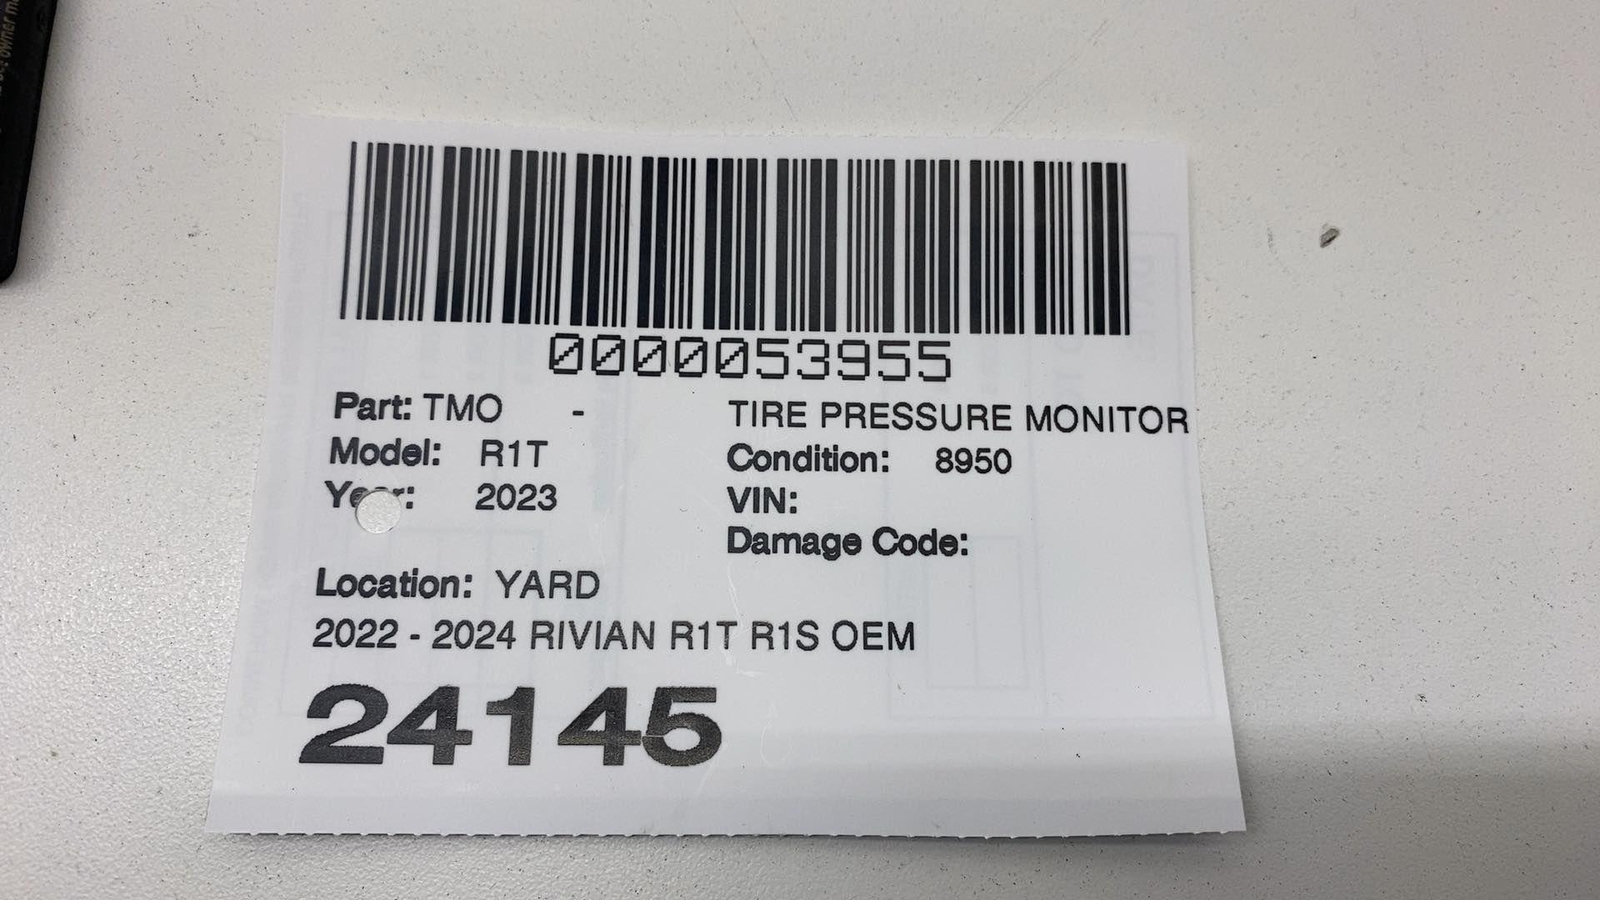 0000053955
Part: TMO - TIRE PRESSURE MONITOR
Model: R1T Condition: 8950
Year: 2023 VIN:
Damage Code:
Location: YARD
2022 - 2024 RIVIAN R1T R1S OEM
24145
owner